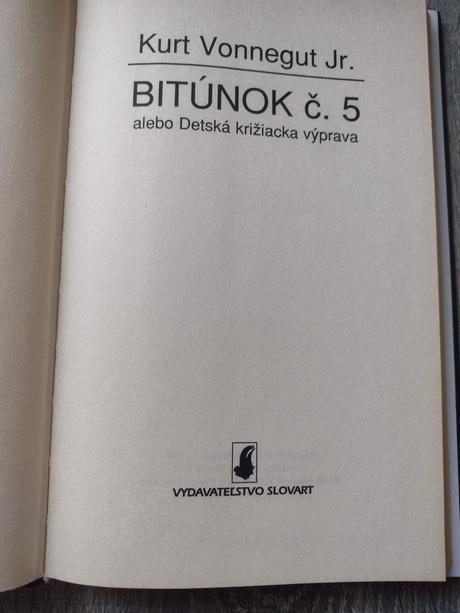 Kurt Vonnegut Jr.
BITÚNOK č. 5
alebo Detská križiacka výprava
VYDAVATEĽSTVO SLOVART